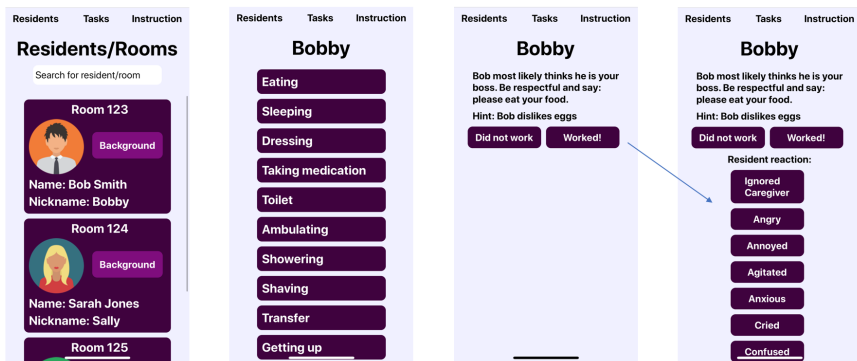 Residents Tasks Instruction
Residents/Rooms
Search for resident/room
Room 123
Background
Name: Bob Smith
Nickname: Bobby
Room 124
Background
Name: Sarah Jones
Nickname: Sally
Room 125
Residents Tasks Instruction
Bobby
Eating
Sleeping
Dressing
Taking medication
Toilet
Ambulating
Showering
Shaving
Transfer
Getting up
Residents Tasks Instruction
Bobby
Bob most likely thinks he is your
boss. Be respectful and say:
please eat your food.
Hint: Bob dislikes eggs
Did not work Worked!
Residents Tasks Instruction
Bobby
Bob most likely thinks he is your
boss. Be respectful and say:
please eat your food.
Hint: Bob dislikes eggs
Did not work Worked!
Resident reaction:
Ignored
Caregiver
Angry
Annoyed
Agitated
Anxious
Cried
Confused